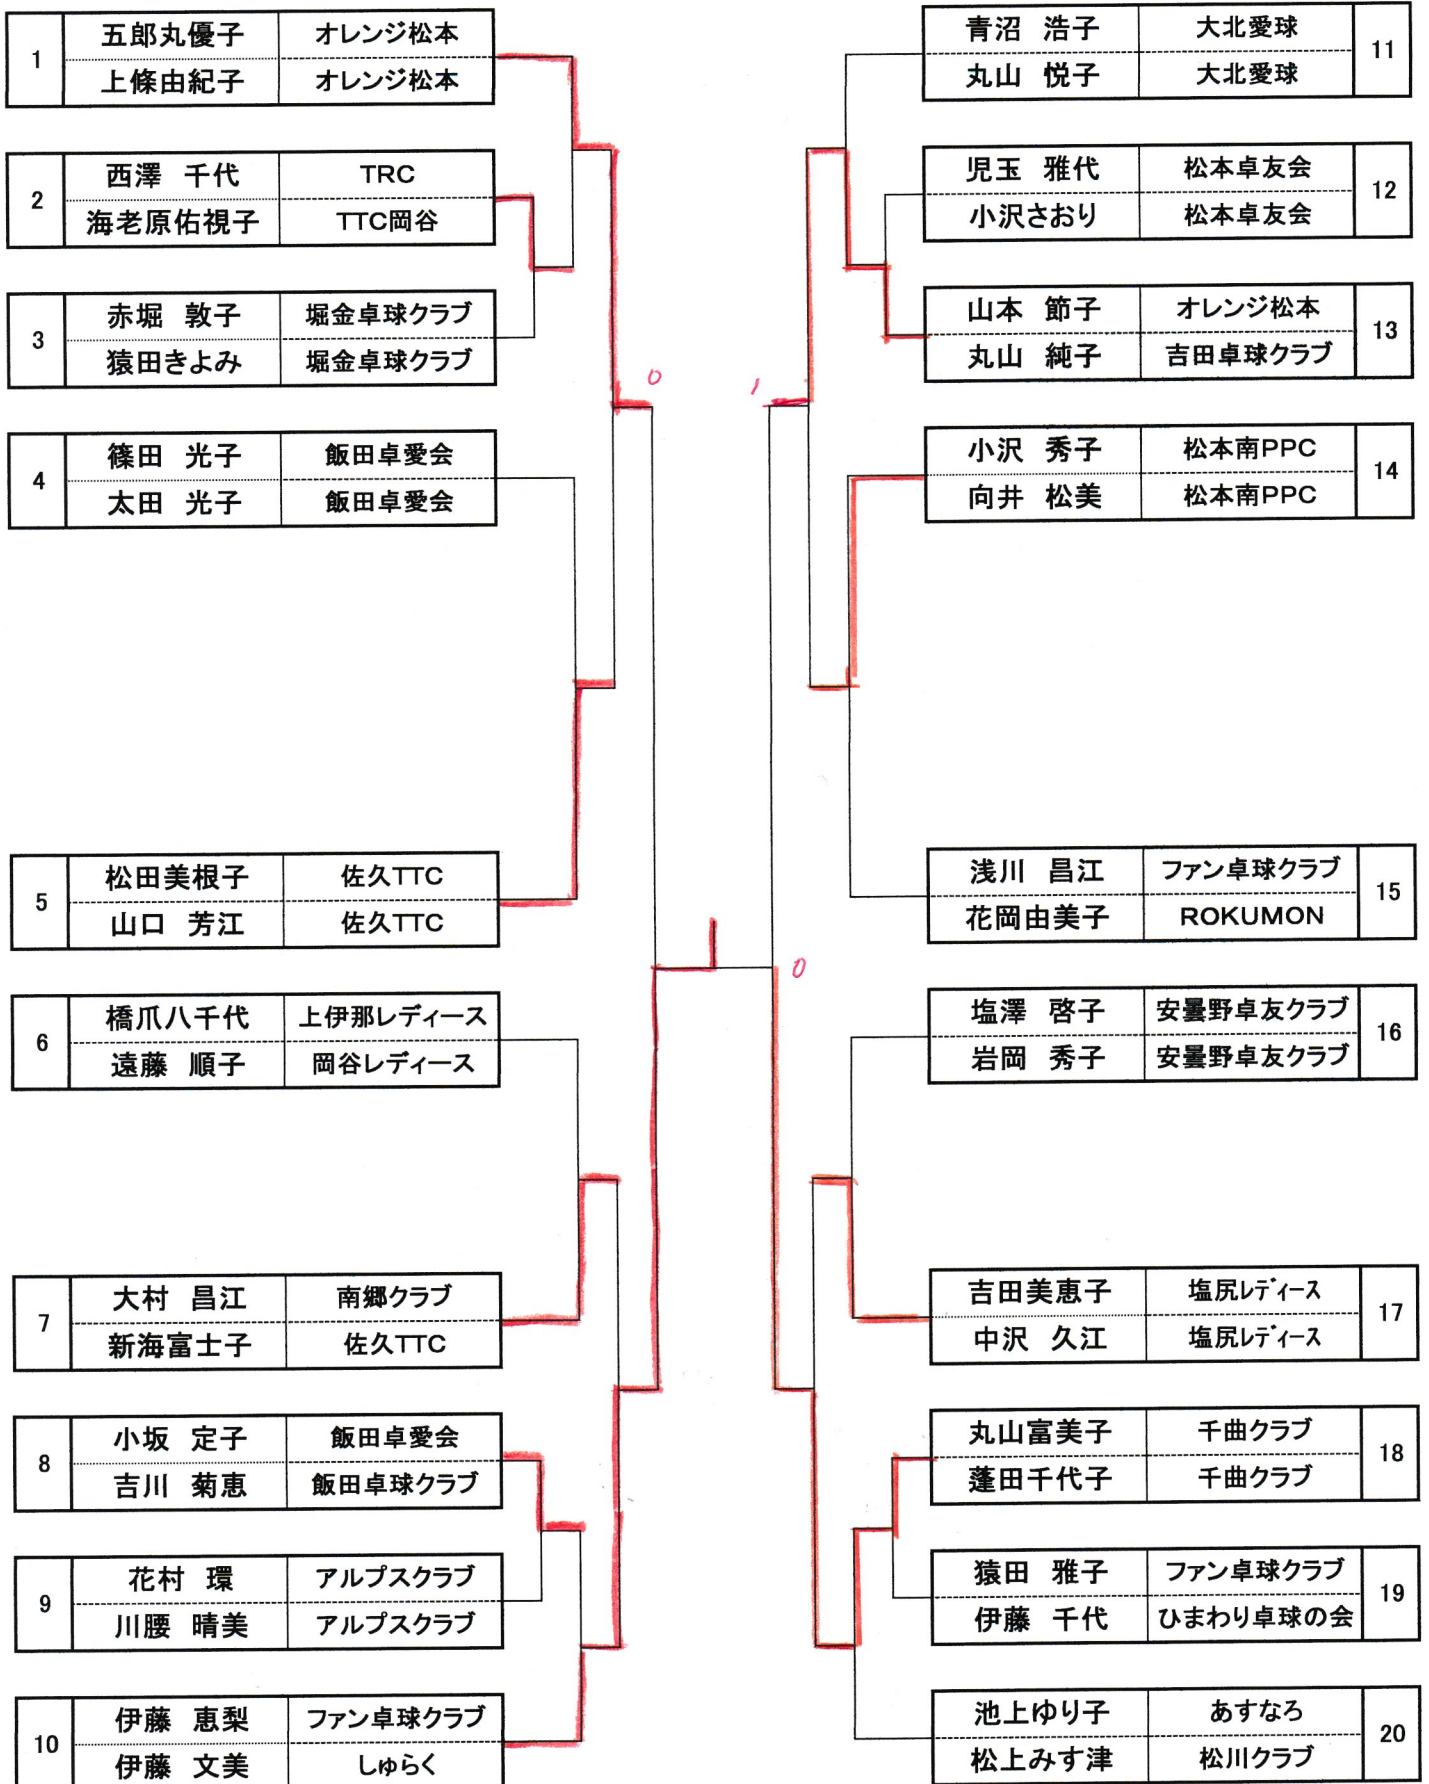 1
五郎丸優子 オレンジ松本
上條由紀子 オレンジ松本
2
西澤 千代 TRC
海老原佑視子 TTC岡谷
3
赤堀 敦子 堀金卓球クラブ
猿田きよみ 堀金卓球クラブ
0
4
篠田 光子 飯田卓愛会
太田 光子 飯田卓愛会
5
松田美根子 佐久TTC
山口 芳江 佐久TTC
6
橋爪八千代 上伊那レディース
遠藤 順子 岡谷レディース
7
大村 昌江 南郷クラブ
新海富士子 佐久TTC
8
小坂 定子 飯田卓愛会
吉川 菊恵 飯田卓球クラブ
9
花村 環 アルプスクラブ
川腰 晴美 アルプスクラブ
10
伊藤 恵梨 ファン卓球クラブ
伊藤 文美 しゅらく
青沼 浩子 大北愛球
丸山 悦子 大北愛球
11
児玉 雅代 松本卓友会
小沢さおり 松本卓友会
12
山本 節子 オレンジ松本
丸山 純子 吉田卓球クラブ
13
1
小沢 秀子 松本南PPC
向井 松美 松本南PPC
14
浅川 昌江 ファン卓球クラブ
花岡由美子 ROKUMON
15
0
塩澤 啓子 安曇野卓友クラブ
岩岡 秀子 安曇野卓友クラブ
16
吉田美恵子 塩尻レディース
中沢 久江 塩尻レディース
17
丸山富美子 千曲クラブ
蓬田千代子 千曲クラブ
18
猿田 雅子 ファン卓球クラブ
伊藤 千代 ひまわり卓球の会
19
池上ゆり子 あすなろ
松上みす津 松川クラブ
20